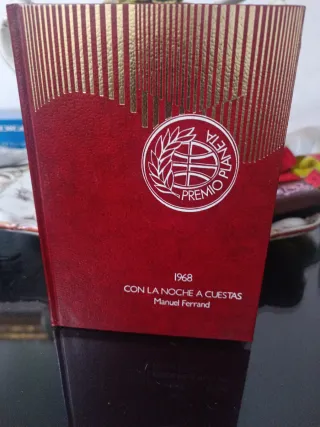 PREMIO PLANETA
1968
CON LA NOCHE A CUESTAS
Manuel Ferrand